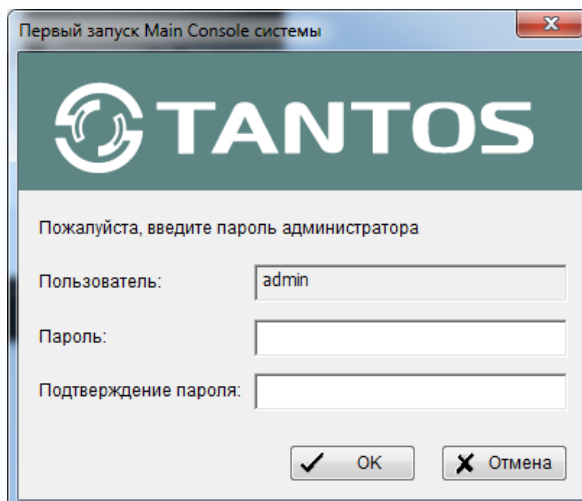 Первый запуск Main Console системы
TANTOS
Пожалуйста, введите пароль администратора
Пользователь: admin
Пароль:
Подтверждение пароля:
OK Отмена